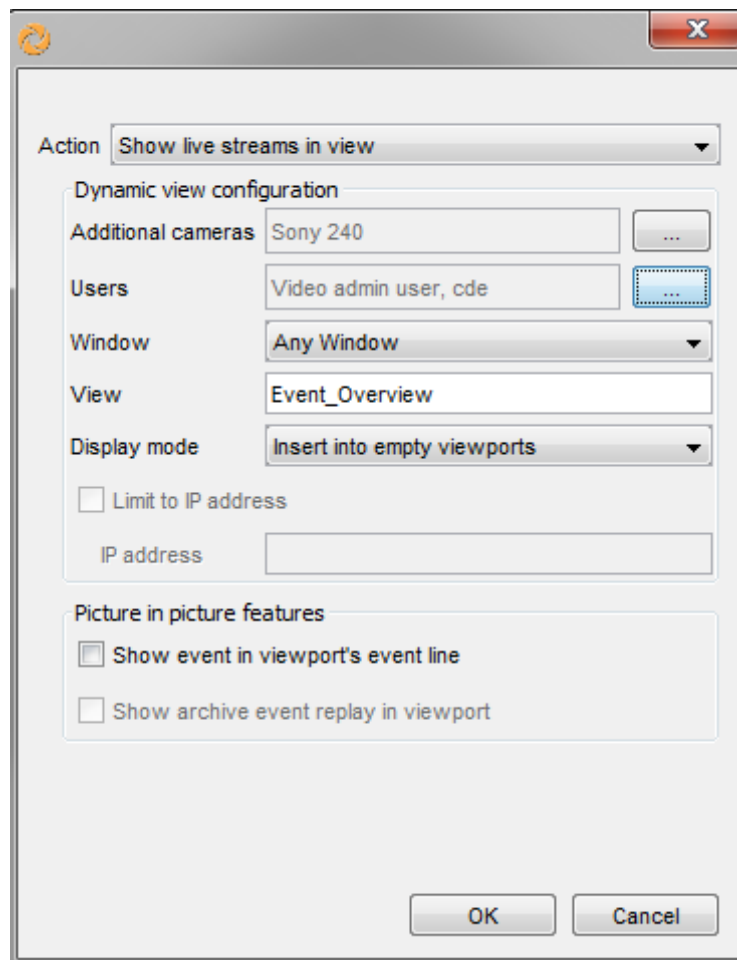 Action Show live streams in view
Dynamic view configuration
Additional cameras Sony 240 ...
Users Video admin user, cde ...
Window Any Window
View Event_Overview
Display mode Insert into empty viewports
Limit to IP address
IP address
Picture in picture features
Show event in viewport's event line
Show archive event replay in viewport
OK Cancel